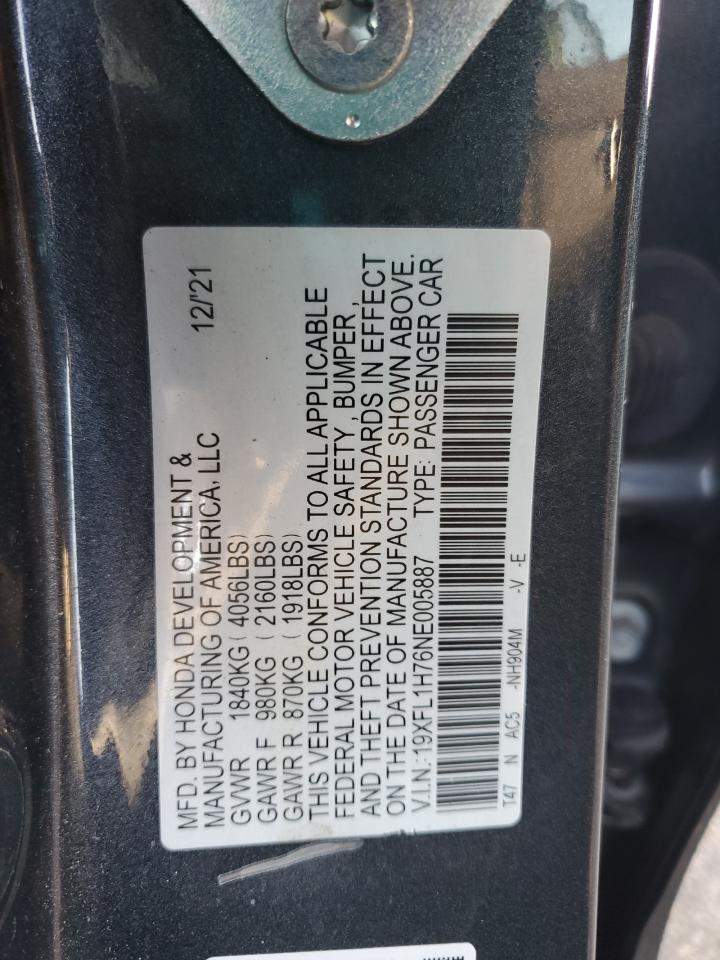 MFD. BY HONDA DEVELOPMENT &
MANUFACTURING OF AMERICA, LLC 12/'21
GVWR 1840KG ( 4056LBS)
GAWR F 980KG ( 2160LBS)
GAWR R 870KG ( 1918LBS)
THIS VEHICLE CONFORMS TO ALL APPLICABLE
FEDERAL MOTOR VEHICLE SAFETY , BUMPER ,
AND THEFT PREVENTION STANDARDS IN EFFECT
ON THE DATE OF MANUFACTURE SHOWN ABOVE.
V.I.N.:19XFL1H76NE005887 TYPE: PASSENGER CAR
T47 N AC5 -NH904M -V -E